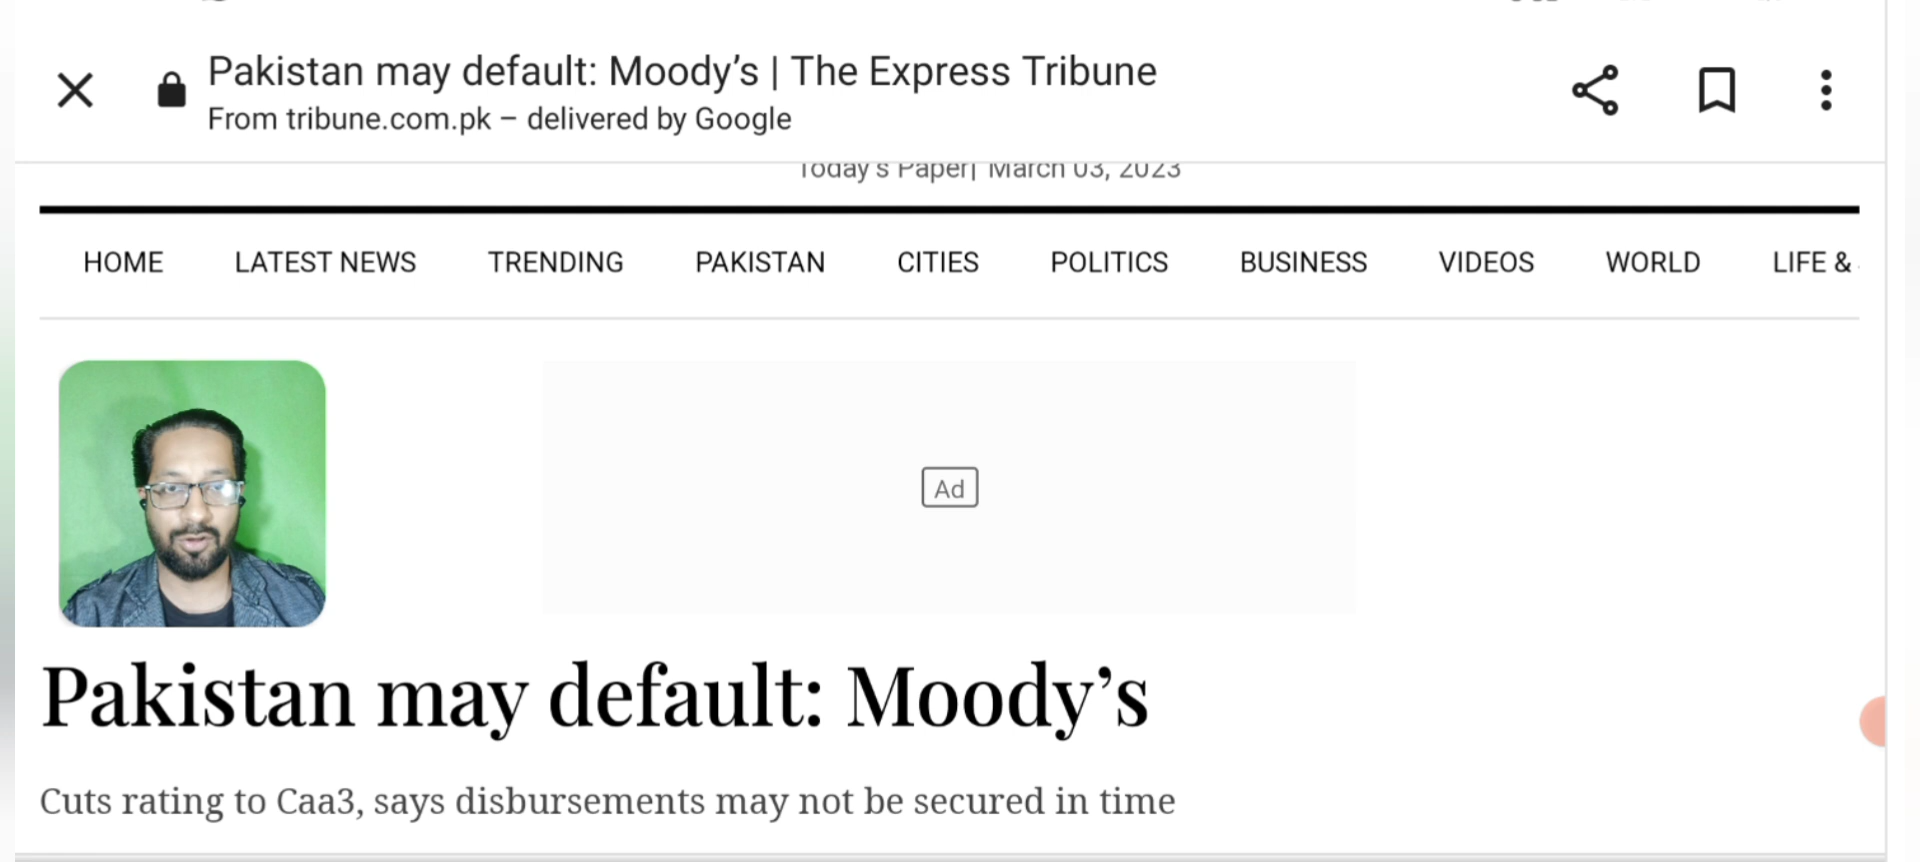 Pakistan may default: Moody’s | The Express Tribune
From tribune.com.pk – delivered by Google
Today's Paper| March 03, 2023
HOME LATEST NEWS TRENDING PAKISTAN CITIES POLITICS BUSINESS VIDEOS WORLD LIFE &
Ad
Pakistan may default: Moody’s
Cuts rating to Caa3, says disbursements may not be secured in time